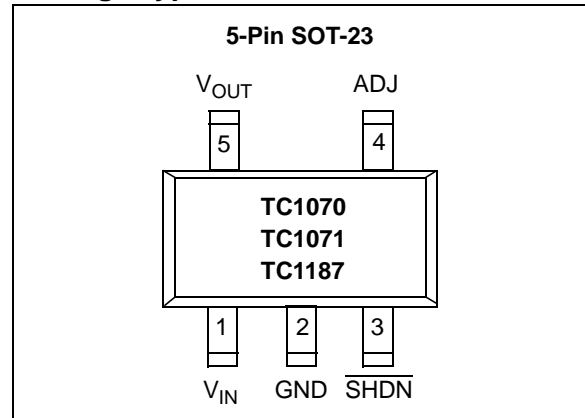 5-Pin SOT-23
VOUT ADJ
5 4
TC1070
TC1071
TC1187
1 2 3
VIN GND SHDN